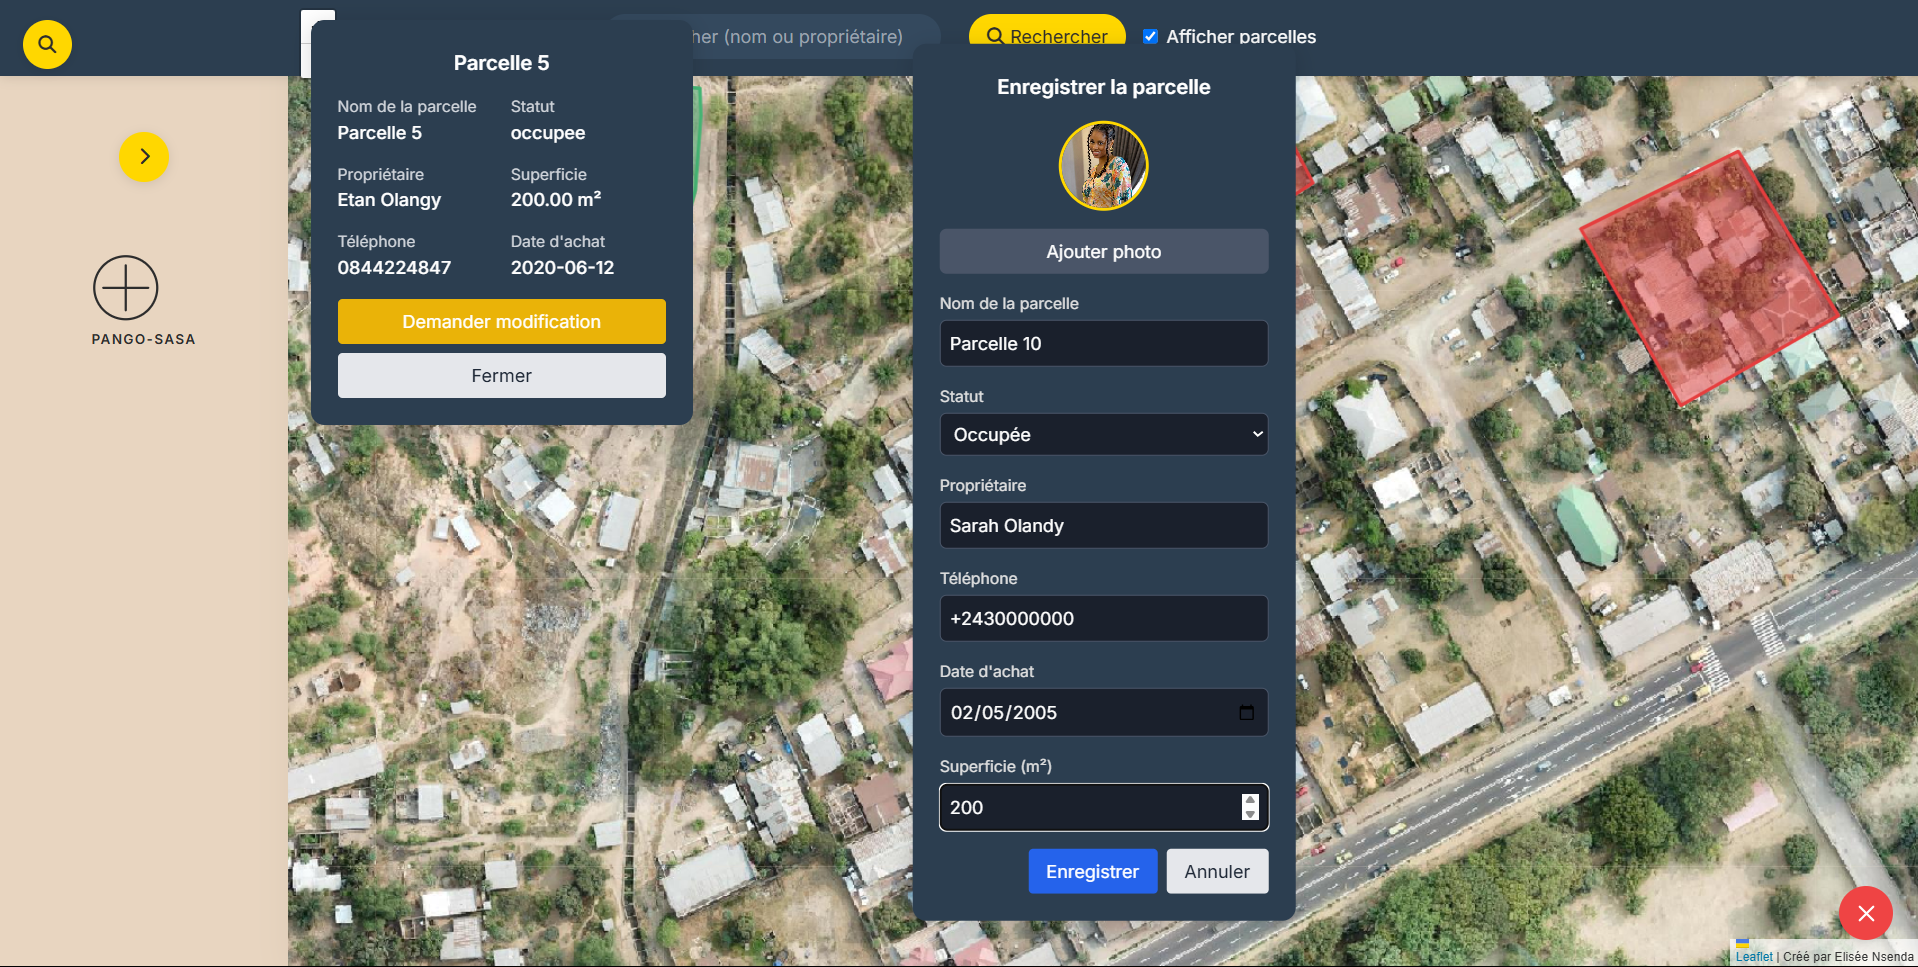 her (nom ou propriétaire)
Rechercher
Afficher parcelles
PANGO-SASA
Parcelle 5
Nom de la parcelle
Parcelle 5
Statut
occupee
Propriétaire
Etan Olangy
Superficie
200.00 m²
Téléphone
0844224847
Date d'achat
2020-06-12
Demander modification
Fermer
Enregistrer la parcelle
Ajouter photo
Nom de la parcelle
Parcelle 10
Statut
Occupée
Propriétaire
Sarah Olandy
Téléphone
+2430000000
Date d'achat
02/05/2005
Superficie (m²)
200
Enregistrer
Annuler
Leaflet | Créé par Elisée Nsenda